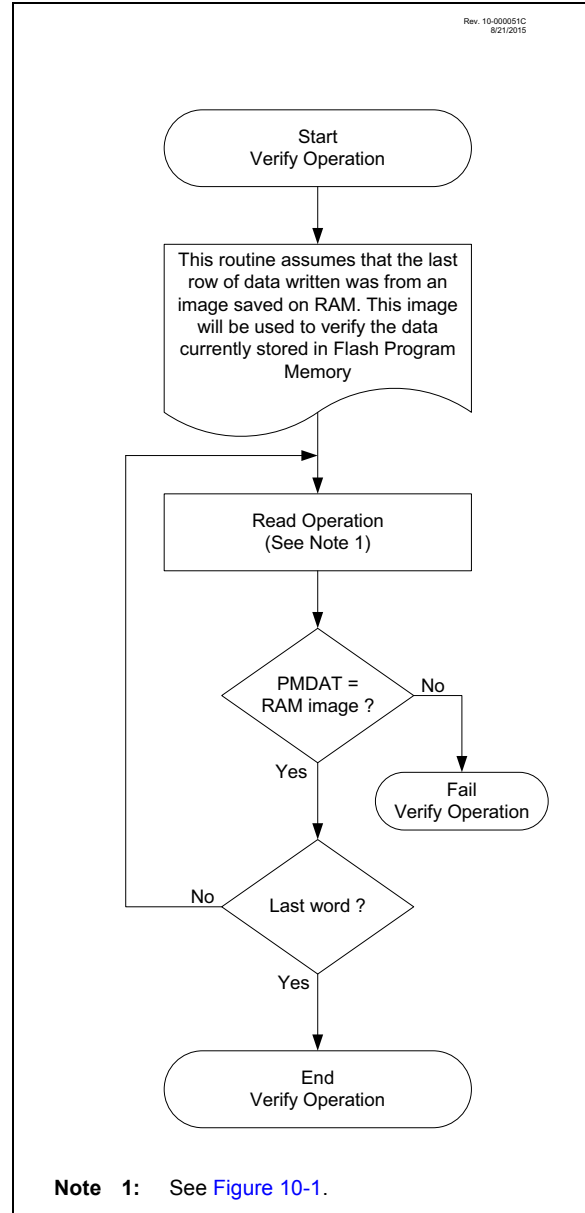 Rev. 10-000051C
8/21/2015
Start
Verify Operation
This routine assumes that the last
row of data written was from an
image saved on RAM. This image
will be used to verify the data
currently stored in Flash Program
Memory
Read Operation
(See Note 1)
PMDAT =
RAM image ?
No
Yes
Fail
Verify Operation
No
Last word ?
Yes
End
Verify Operation
Note 1: See Figure 10-1.